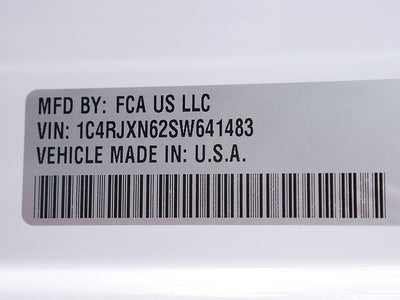 MFD BY: FCA US LLC
VIN: 1C4RJXN62SW641483
VEHICLE MADE IN: U.S.A.